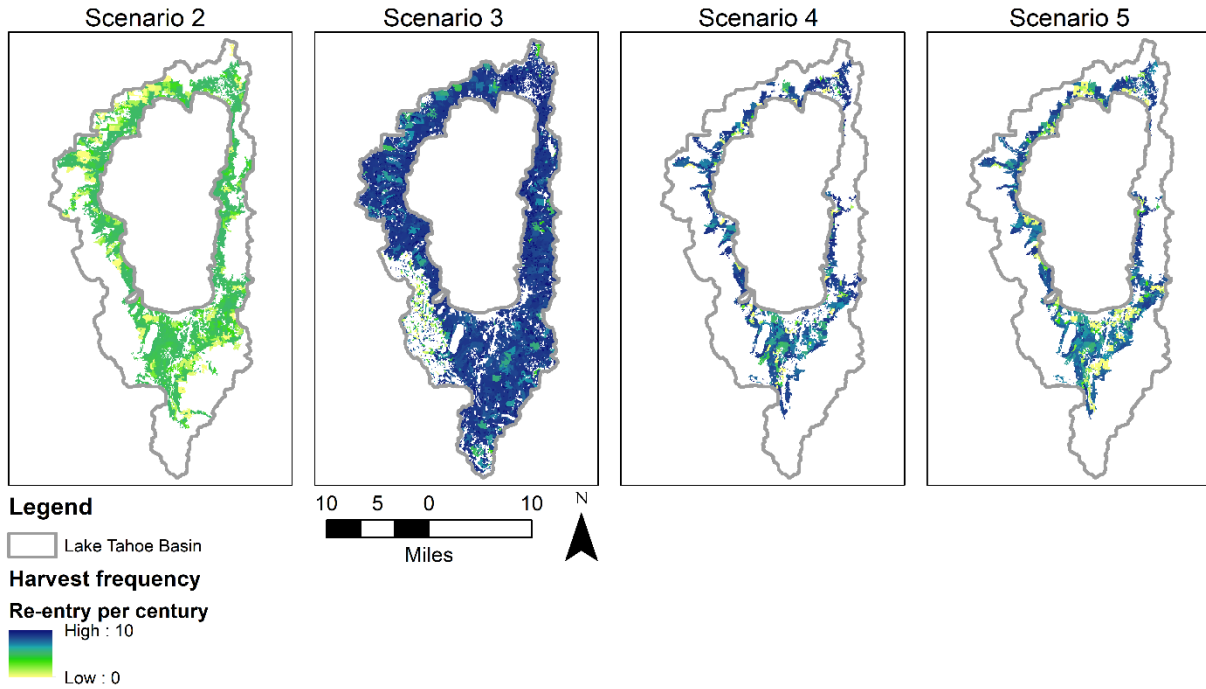 Scenario 2
Scenario 3
Scenario 4
Scenario 5
Legend
Lake Tahoe Basin
Harvest frequency
Re-entry per century
High : 10
Low : 0
10 5 0 10
Miles
N